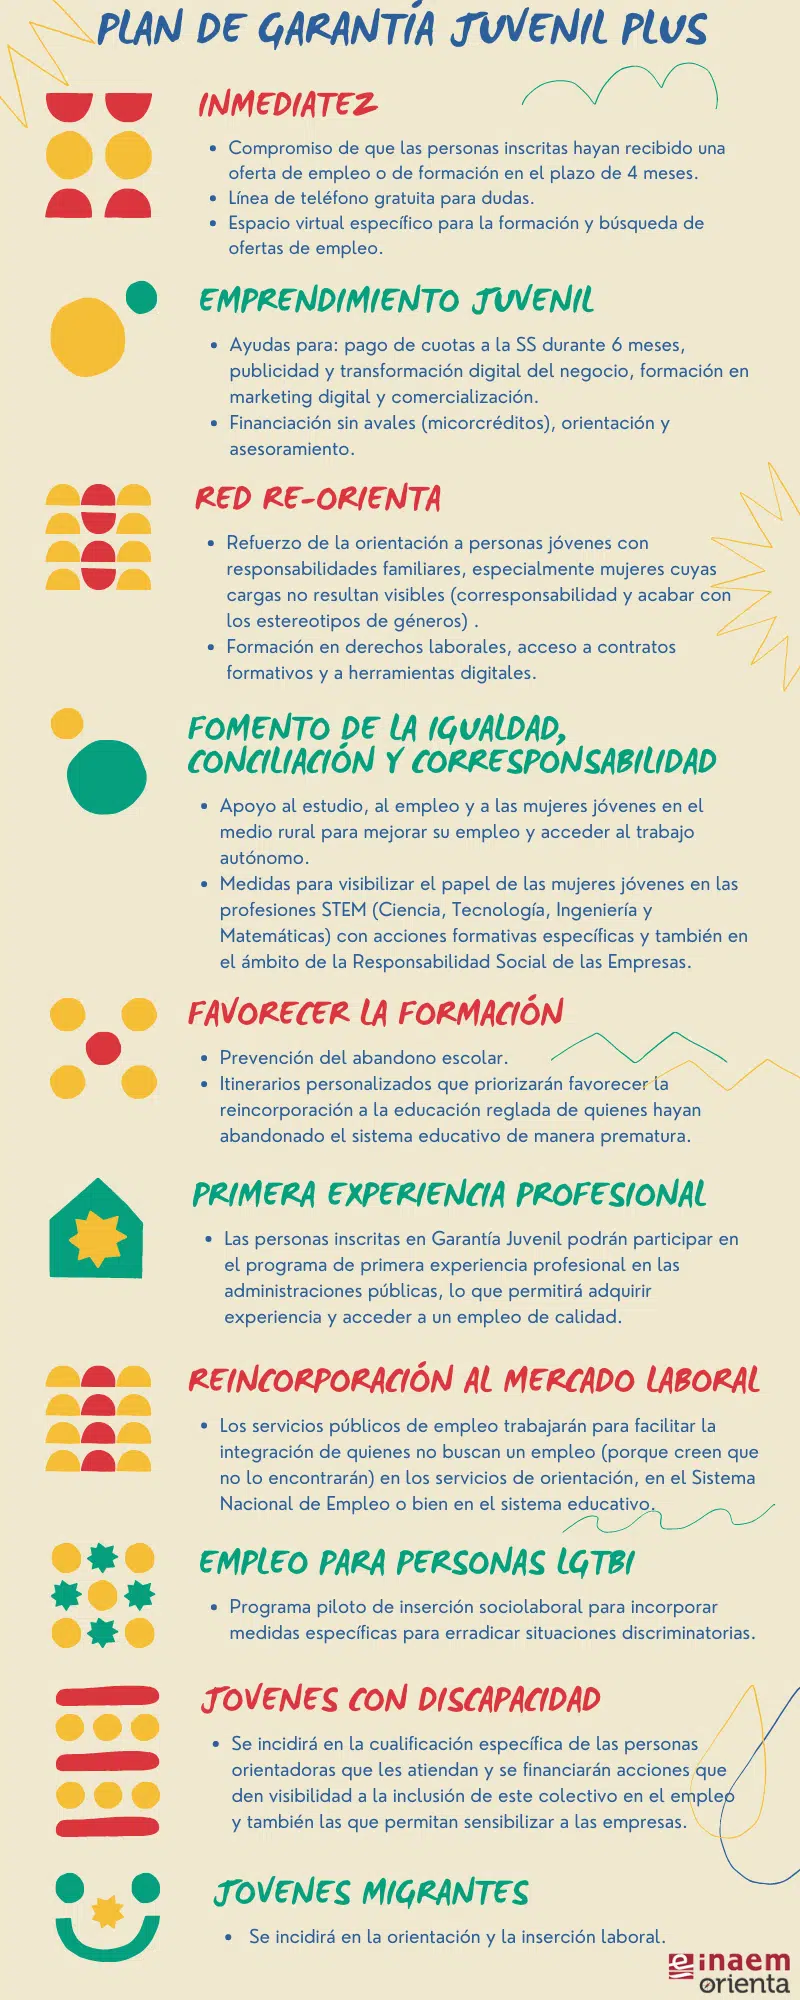 PLAN DE GARANTÍA JUVENIL PLUS
INMEDIATEZ
• Compromiso de que las personas inscritas hayan recibido una
oferta de empleo o de formación en el plazo de 4 meses.
• Línea de teléfono gratuita para dudas.
• Espacio virtual específico para la formación y búsqueda de
ofertas de empleo.
EMPRENDIMIENTO JUVENIL
• Ayudas para: pago de cuotas a la SS durante 6 meses,
publicidad y transformación digital del negocio, formación en
marketing digital y comercialización.
• Financiación sin avales (micorcréditos), orientación y
asesoramiento.
RED RE-ORIENTA
• Refuerzo de la orientación a personas jóvenes con
responsabilidades familiares, especialmente mujeres cuyas
cargas no resultan visibles (corresponsabilidad y acabar con
los estereotipos de géneros) .
• Formación en derechos laborales, acceso a contratos
formativos y a herramientas digitales.
FOMENTO DE LA IGUALDAD,
CONCILIACIÓN Y CORRESPONSABILIDAD
• Apoyo al estudio, al empleo y a las mujeres jóvenes en el
medio rural para mejorar su empleo y acceder al trabajo
autónomo.
• Medidas para visibilizar el papel de las mujeres jóvenes en las
profesiones STEM (Ciencia, Tecnología, Ingeniería y
Matemáticas) con acciones formativas específicas y también en
el ámbito de la Responsabilidad Social de las Empresas.
FAVORECER LA FORMACIÓN
• Prevención del abandono escolar.
• Itinerarios personalizados que priorizarán favorecer la
reincorporación a la educación reglada de quienes hayan
abandonado el sistema educativo de manera prematura.
PRIMERA EXPERIENCIA PROFESIONAL
• Las personas inscritas en Garantía Juvenil podrán participar en
el programa de primera experiencia profesional en las
administraciones públicas, lo que permitirá adquirir
experiencia y acceder a un empleo de calidad.
REINCORPORACIÓN AL MERCADO LABORAL
• Los servicios públicos de empleo trabajarán para facilitar la
integración de quienes no buscan un empleo (porque creen que
no lo encontrarán) en los servicios de orientación, en el Sistema
Nacional de Empleo o bien en el sistema educativo.
EMPLEO PARA PERSONAS LGTBI
• Programa piloto de inserción sociolaboral para incorporar
medidas específicas para erradicar situaciones discriminatorias.
JOVENES CON DISCAPACIDAD
• Se incidirá en la cualificación específica de las personas
orientadoras que les atiendan y se financiarán acciones que
den visibilidad a la inclusión de este colectivo en el empleo
y también las que permitan sensibilizar a las empresas.
JOVENES MIGRANTES
• Se incidirá en la orientación y la inserción laboral.
inaem
orienta